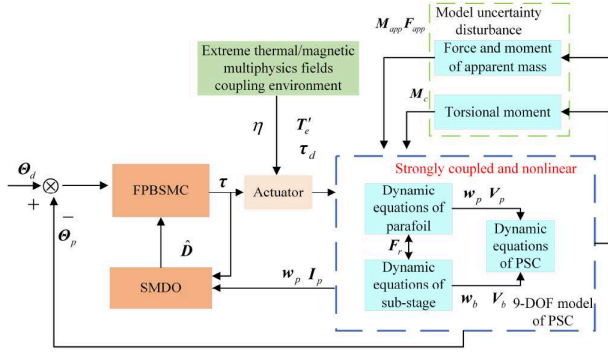 Model uncertainty
disturbance
M_app F_app
Force and moment
of apparent mass
Extreme thermal/magnetic
multiphysics fields
coupling environment
M_c
Torsional moment
η
T'_e
τ_d
Strongly coupled and nonlinear
Θ_d
+
−
Θ_p
FPBSMC
τ
Actuator
Dynamic
equations of
parafoil
w_p V_p
F_r
Dynamic
equations
of PSC
D̂
SMDO
w_p I_p
Dynamic
equations of
sub-stage
w_b V_b
9-DOF model
of PSC